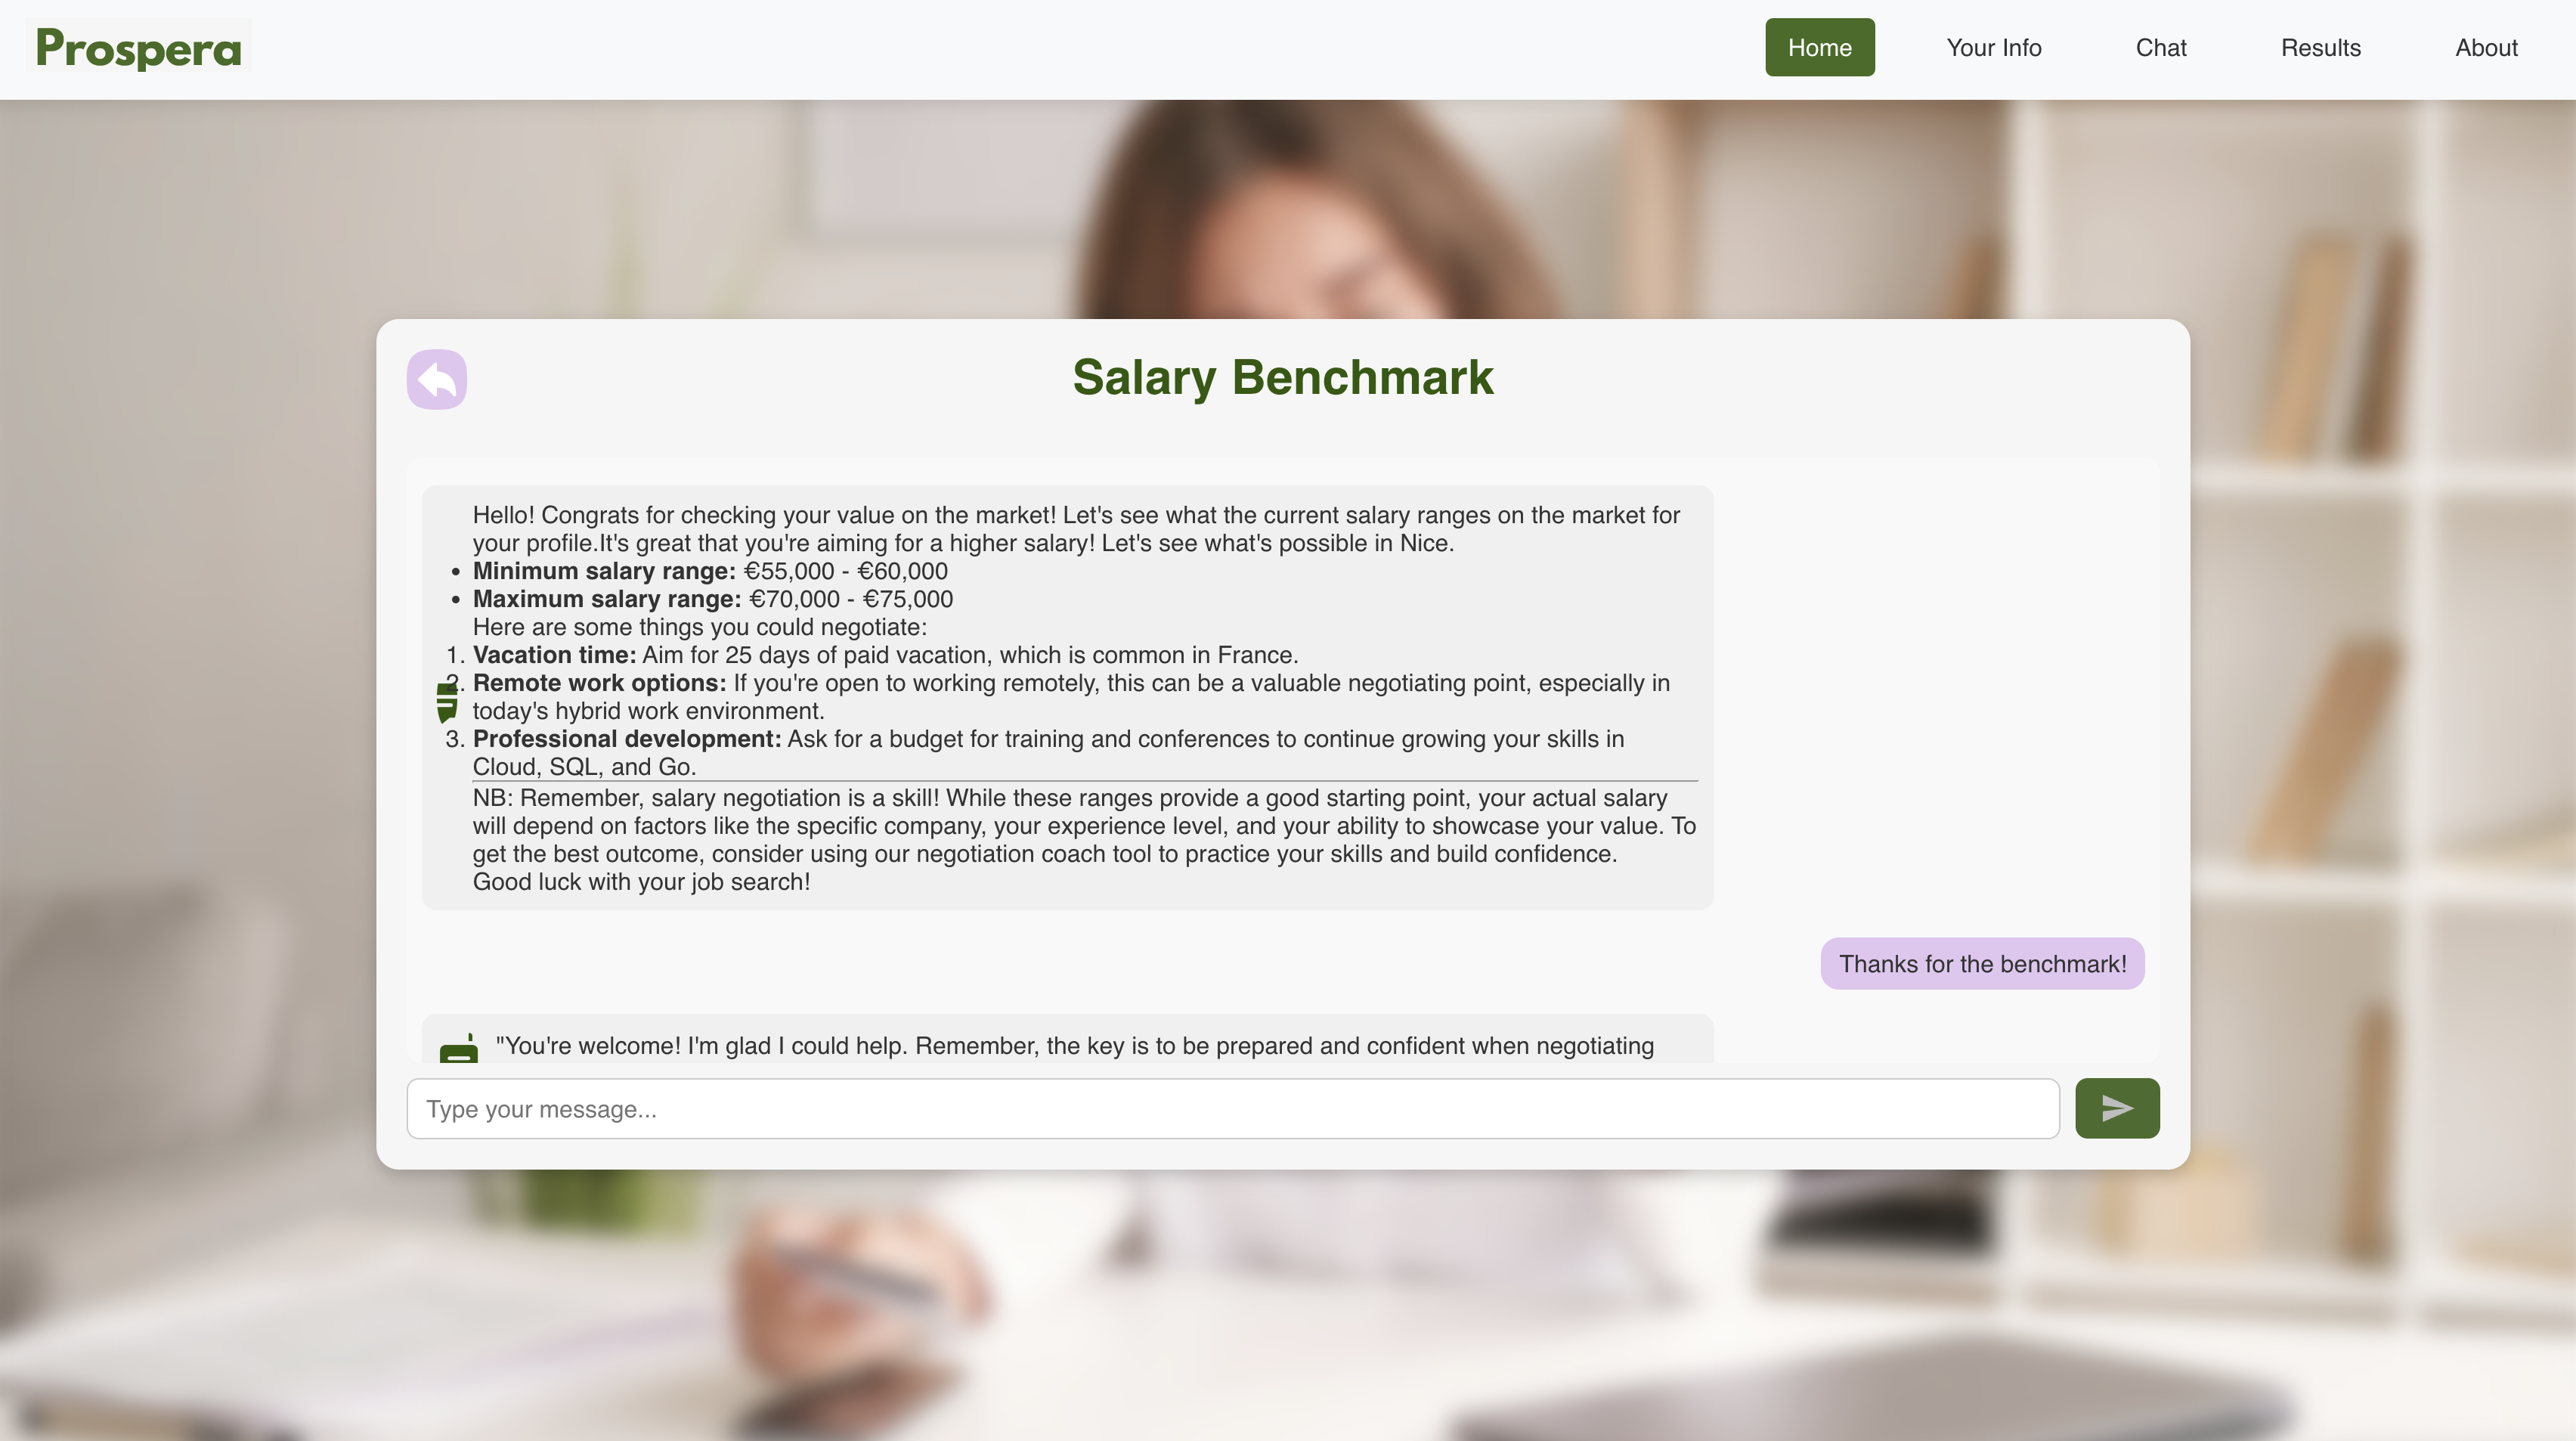 Prospera
Home
Your Info
Chat
Results
About
Salary Benchmark
Hello! Congrats for checking your value on the market! Let's see what the current salary ranges on the market for
your profile.It's great that you're aiming for a higher salary! Let's see what's possible in Nice.
• Minimum salary range: €55,000 - €60,000
• Maximum salary range: €70,000 - €75,000
Here are some things you could negotiate:
1. Vacation time: Aim for 25 days of paid vacation, which is common in France.
2. Remote work options: If you're open to working remotely, this can be a valuable negotiating point, especially in
today's hybrid work environment.
3. Professional development: Ask for a budget for training and conferences to continue growing your skills in
Cloud, SQL, and Go.
NB: Remember, salary negotiation is a skill! While these ranges provide a good starting point, your actual salary
will depend on factors like the specific company, your experience level, and your ability to showcase your value. To
get the best outcome, consider using our negotiation coach tool to practice your skills and build confidence.
Good luck with your job search!
Thanks for the benchmark!
"You're welcome! I'm glad I could help. Remember, the key is to be prepared and confident when negotiating
Type your message...